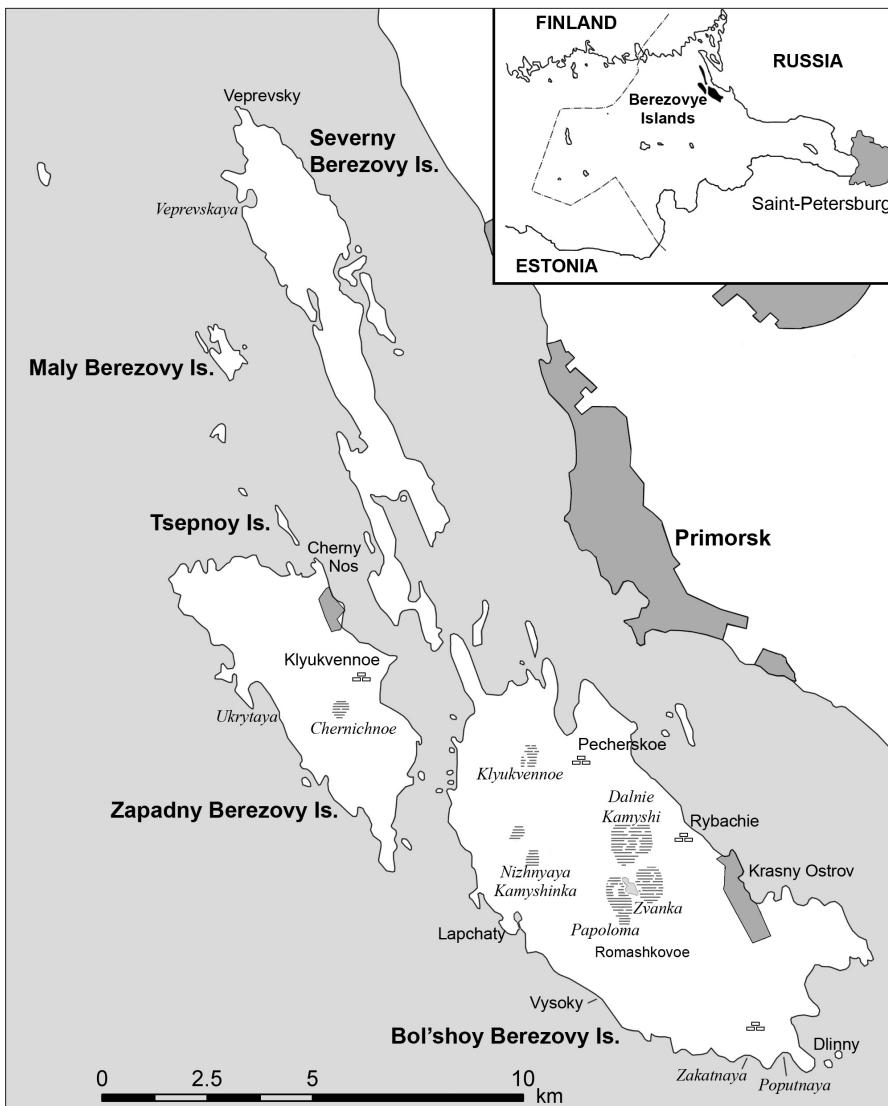 FINLAND
RUSSIA
Berezovye
Islands
Saint-Petersburg
ESTONIA
Veprevsky
Severny
Berezovy Is.
Veprevskaya
Maly Berezovy Is.
Tsepnoy Is.
Cherny
Nos
Primorsk
Klyukvennoe
Ukrytaya
Chernichnoe
Zapadny Berezovy Is.
Klyukvennoe
Pecherskoe
Dalnie
Kamyshi
Rybachie
Nizhnyaya
Kamyshinka
Krasny Ostrov
Zvanka
Papoloma
Lapchaty
Romashkovoe
Vysoky
Bol'shoy Berezovy Is.
Dlinny
Zakatnaya
Poputnaya
0 2.5 5 10
km